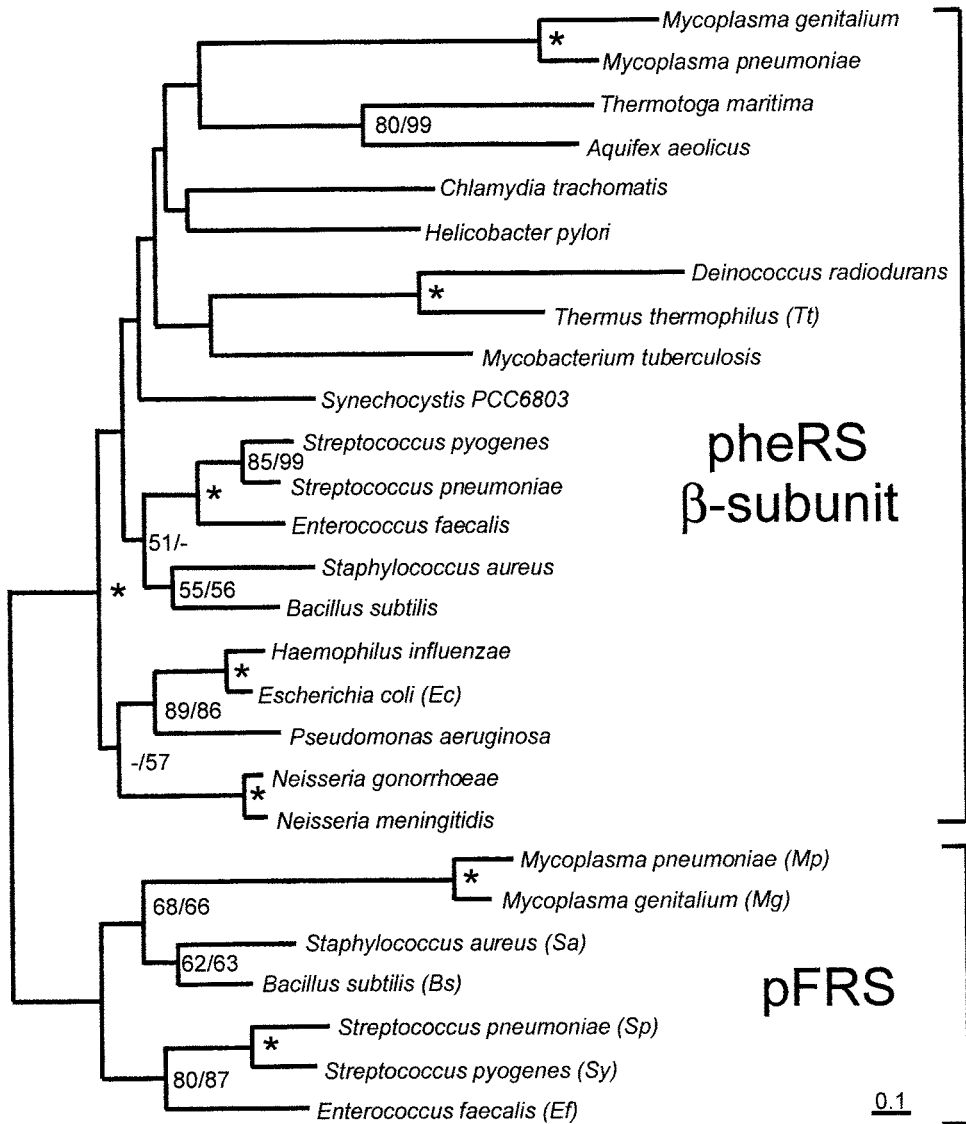 Mycoplasma genitalium
*
Mycoplasma pneumoniae
Thermotoga maritima
80/99
Aquifex aeolicus
Chlamydia trachomatis
Helicobacter pylori
Deinococcus radiodurans
*
Thermus thermophilus (Tt)
Mycobacterium tuberculosis
Synechocystis PCC6803
pheRS
β-subunit
Streptococcus pyogenes
85/99
Streptococcus pneumoniae
*
Enterococcus faecalis
51/-
Staphylococcus aureus
55/56
*
Bacillus subtilis
Haemophilus influenzae
*
Escherichia coli (Ec)
89/86
Pseudomonas aeruginosa
-/57
Neisseria gonorrhoeae
*
Neisseria meningitidis
Mycoplasma pneumoniae (Mp)
*
Mycoplasma genitalium (Mg)
68/66
Staphylococcus aureus (Sa)
62/63
Bacillus subtilis (Bs)
pFRS
Streptococcus pneumoniae (Sp)
*
Streptococcus pyogenes (Sy)
80/87
Enterococcus faecalis (Ef)
0.1